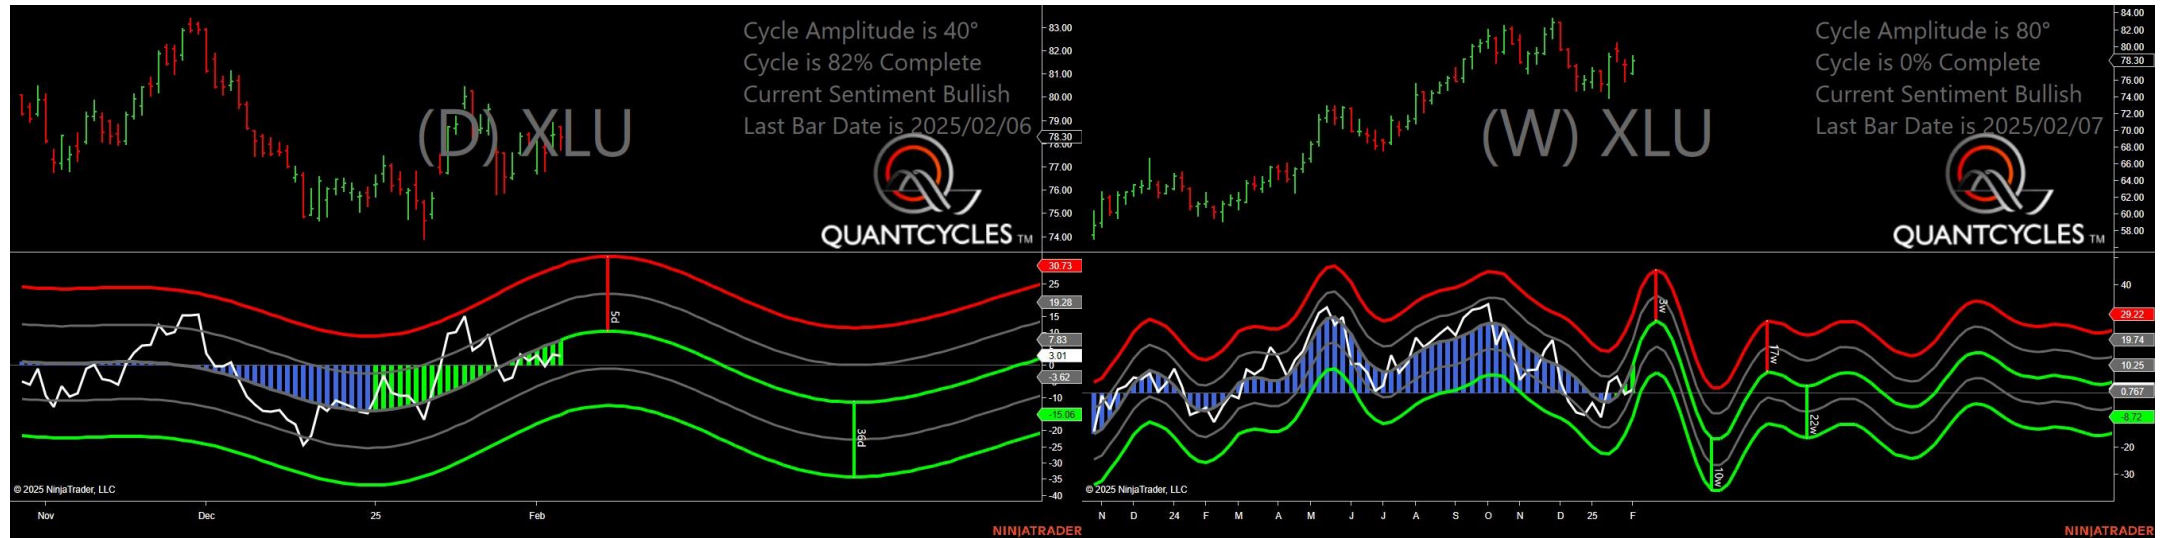 Cycle Amplitude is 40°
Cycle is 82% Complete
Current Sentiment Bullish
Last Bar Date is 2025/02/06
(D) XLU
QUANTCYCLES TM
83.00
82.00
81.00
80.00
79.00
78.30
78.00
77.00
76.00
75.00
74.00
30.73
25
19.28
15
10
7.83
3.01
0
-3.62
-10
-15.06
-20
-25
-30
-35
-40
5d
36d
© 2025 NinjaTrader, LLC
Nov Dec 25 Feb
NINJATRADER
Cycle Amplitude is 80°
Cycle is 0% Complete
Current Sentiment Bullish
Last Bar Date is 2025/02/07
(W) XLU
QUANTCYCLES TM
84.00
82.00
80.00
78.30
76.00
74.00
72.00
70.00
68.00
66.00
64.00
62.00
60.00
58.00
40
29.22
19.74
10.25
0.767
-8.72
-20
-30
17w
10w
22w
© 2025 NinjaTrader, LLC
N D 24 F M A M J J A S O N D 25 F
NINJATRADER